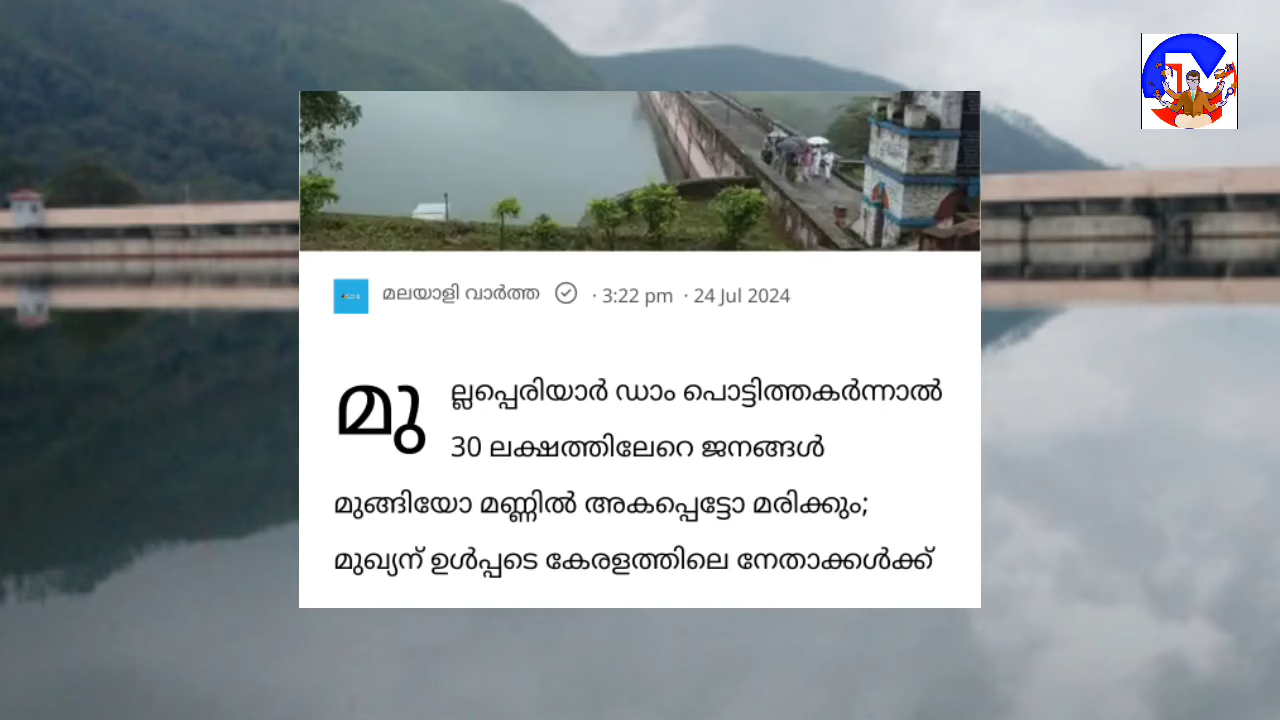 മലയാളി വാർത്ത · 3:22 pm · 24 Jul 2024
മുല്ലപ്പെരിയാർ ഡാം പൊട്ടിത്തകർന്നാൽ
30 ലക്ഷത്തിലേറെ ജനങ്ങൾ
മുങ്ങിയോ മണ്ണിൽ അകപ്പെട്ടോ മരിക്കും;
മുഖ്യന് ഉൾപ്പടെ കേരളത്തിലെ നേതാക്കൾക്ക്